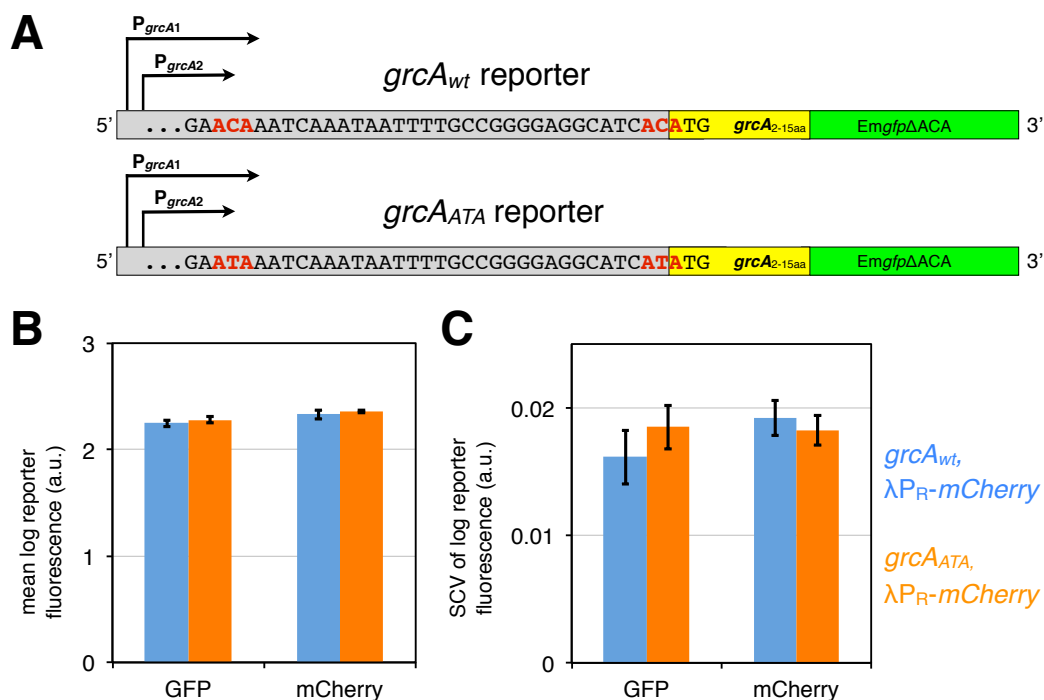 A
PgrcA1
PgrcA2
grcAwt reporter
5’ ...GAACAAATCAAATAATTTTGCCGGGGAGGCATCACATG grcA2-15aa EmgfpΔACA 3’
PgrcA1
PgrcA2
grcAATA reporter
5’ ...GAATAAATCAAATAATTTTGCCGGGGAGGCATCATATG grcA2-15aa EmgfpΔACA 3’
B
mean log reporter
fluorescence (a.u.)
3
2
1
0
GFP mCherry
C
SCV of log reporter
fluorescence (a.u.)
0.02
0.01
0
GFP mCherry
grcAwt,
λPR-mCherry
grcAATA,
λPR-mCherry